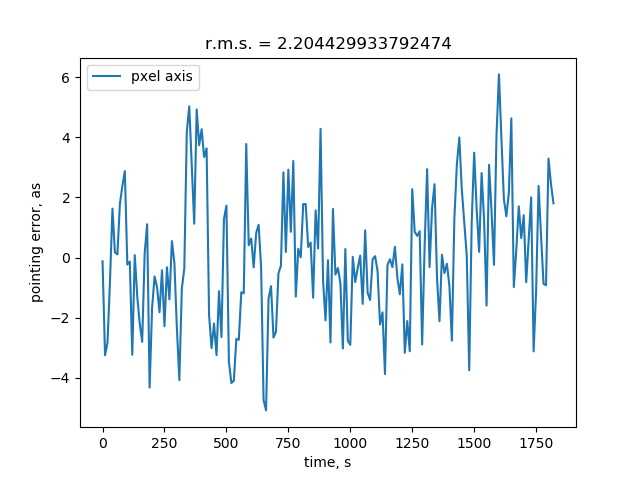 r.m.s. = 2.204429933792474
pxel axis
pointing error, as
6
4
2
0
−2
−4
0 250 500 750 1000 1250 1500 1750
time, s